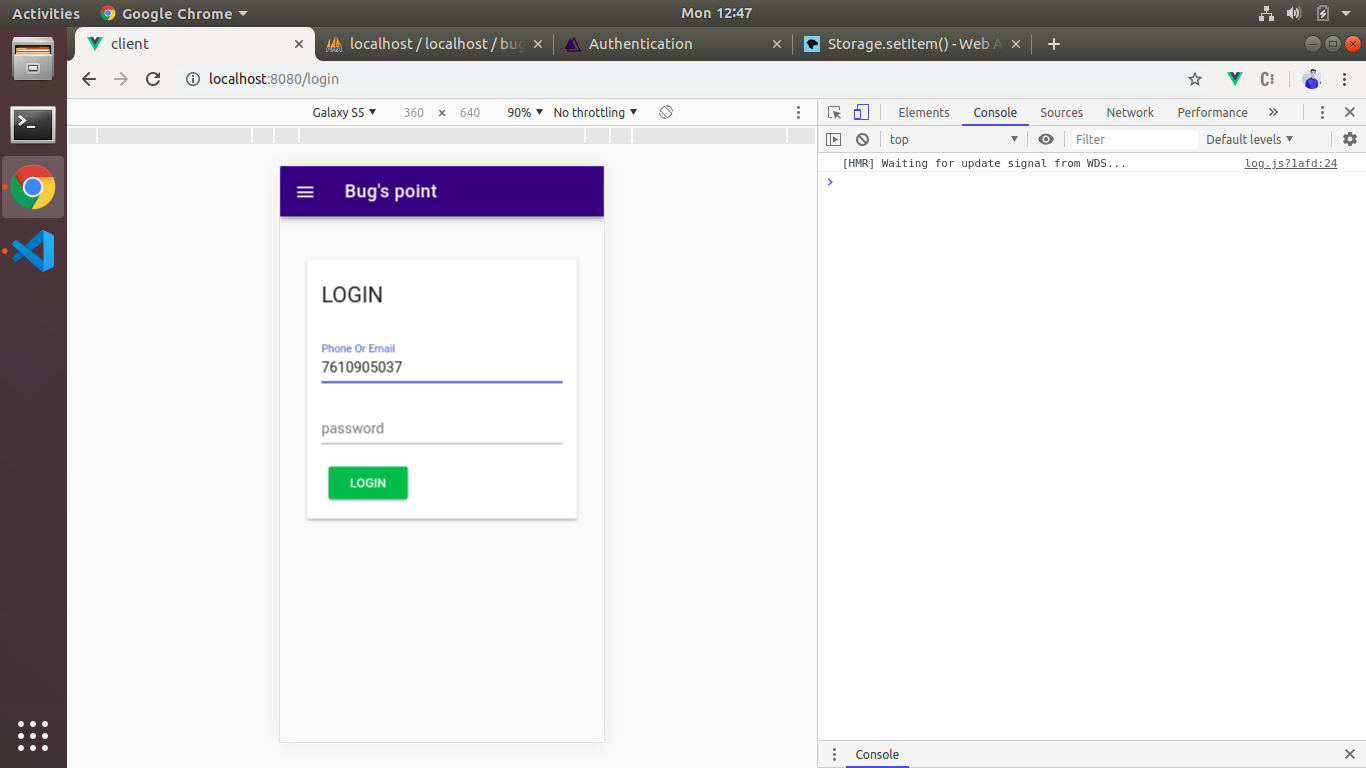 Activities Google Chrome Mon 12:47
client localhost / localhost / bug Authentication Storage.setItem() - Web A
localhost:8080/login
Galaxy S5 360 × 640 90% No throttling
Elements Console Sources Network Performance »
top Filter Default levels
[HMR] Waiting for update signal from WDS... log.js?1afd:24
Bug's point
LOGIN
Phone Or Email
7610905037
password
LOGIN
Console